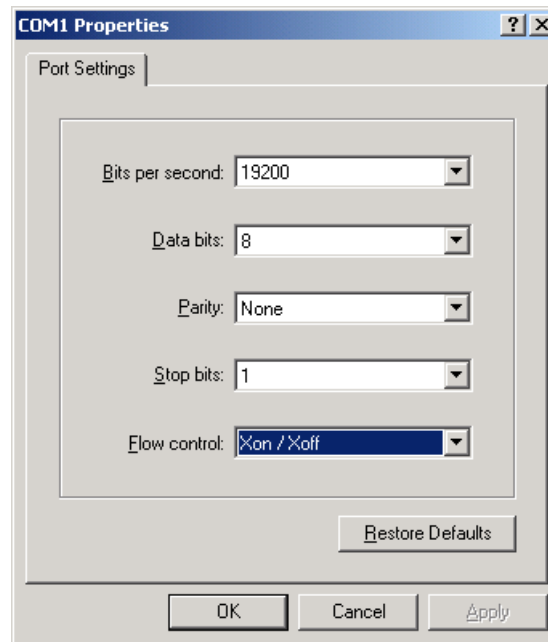 COM1 Properties
Port Settings
Bits per second: 19200
Data bits: 8
Parity: None
Stop bits: 1
Flow control: Xon / Xoff
Restore Defaults
OK Cancel Apply